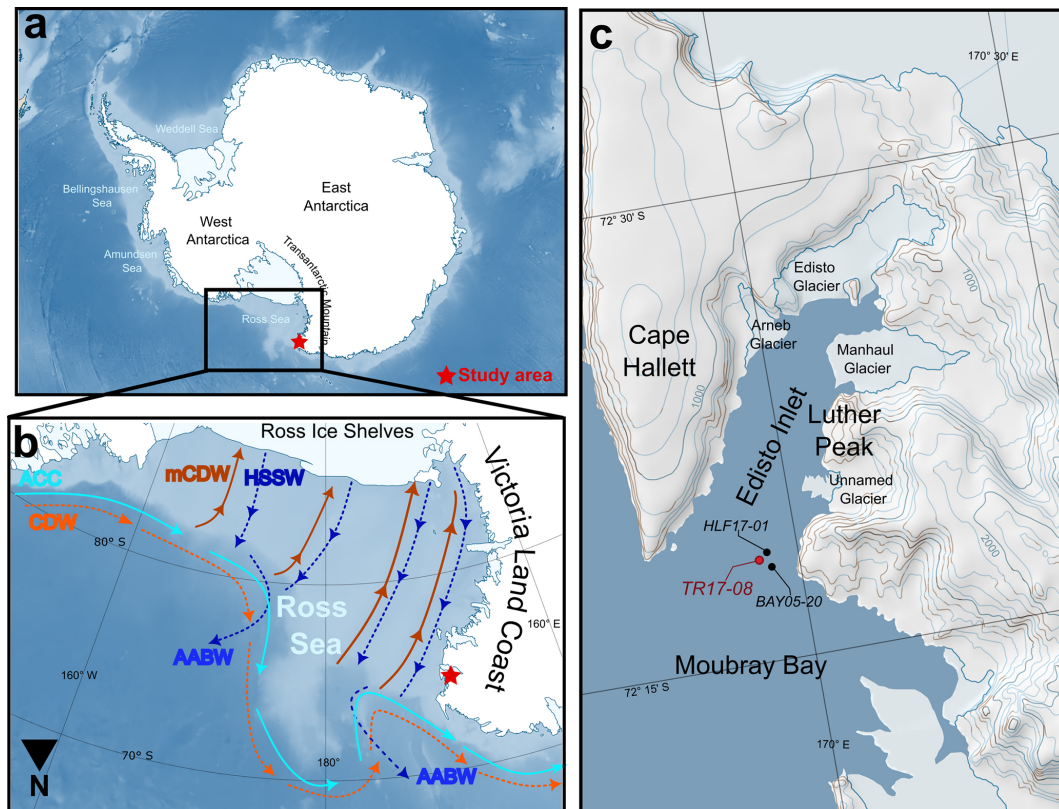 a
Weddell Sea
Bellingshausen
Sea
East
Antarctica
West
Antarctica
Amundsen
Sea
Transantarctic Mountain
Ross Sea
Study area
b
Ross Ice Shelves
ACC
mCDW
HSSW
CDW
Victoria Land Coast
80° S
Ross
Sea
160° E
AABW
160° W
70° S
180°
AABW
N
c
170° 30' E
72° 30' S
Edisto
Glacier
1000
Arneb
Glacier
Cape
Hallett
Manhaul
Glacier
1000
Edisto Inlet
Luther
Peak
Unnamed
Glacier
HLF17-01
2000
TR17-08
BAY05-20
Moubray Bay
72° 15' S
170° E